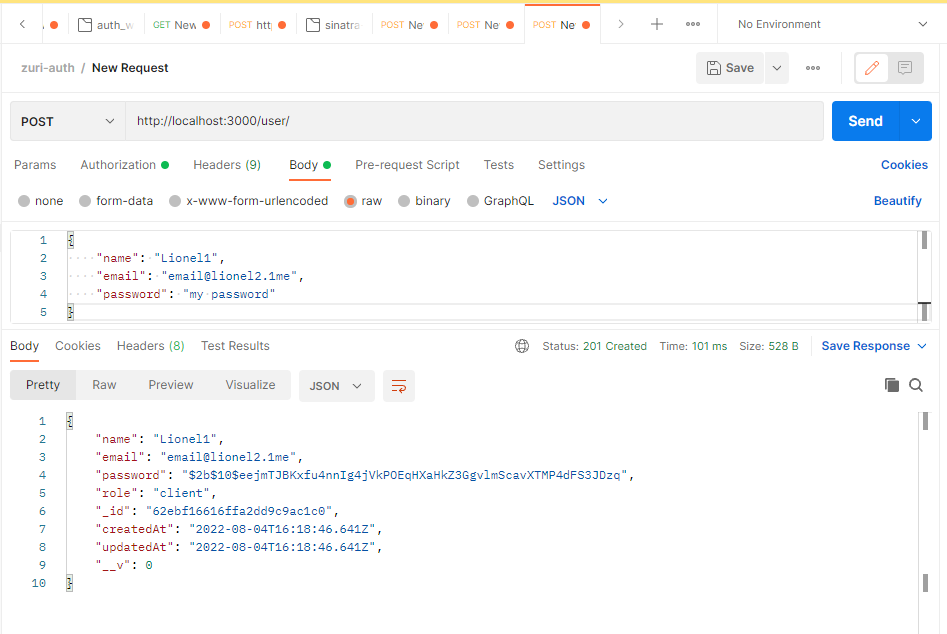 auth_w GET New POST htt sinatra POST Ne POST Ne POST Ne No Environment
zuri-auth / New Request Save
POST http://localhost:3000/user/ Send
Params Authorization Headers (9) Body Pre-request Script Tests Settings Cookies
none form-data x-www-form-urlencoded raw binary GraphQL JSON Beautify
1 {
2 "name": "Lionel1",
3 "email": "email@lionel2.1me",
4 "password": "my password"
5 }
Body Cookies Headers (8) Test Results Status: 201 Created Time: 101 ms Size: 528 B Save Response
Pretty Raw Preview Visualize JSON
1 {
2 "name": "Lionel1",
3 "email": "email@lionel2.1me",
4 "password": "$2b$10$eejmTJBKxfu4nnIg4jVkPOEqHXaHkZ3GgvlmScavXTMP4dFS3JDzq",
5 "role": "client",
6 "_id": "62ebf16616ffa2dd9c9ac1c0",
7 "createdAt": "2022-08-04T16:18:46.641Z",
8 "updatedAt": "2022-08-04T16:18:46.641Z",
9 "__v": 0
10 }